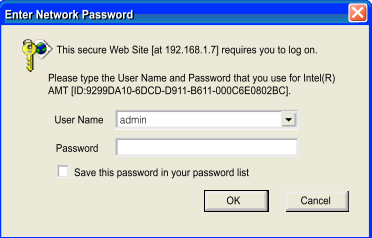 Enter Network Password
This secure Web Site [at 192.168.1.7] requires you to log on.
Please type the User Name and Password that you use for Intel(R)
AMT [ID:9299DA10-6DCD-D911-B611-000C6E0802BC].
User Name admin
Password
Save this password in your password list
OK Cancel